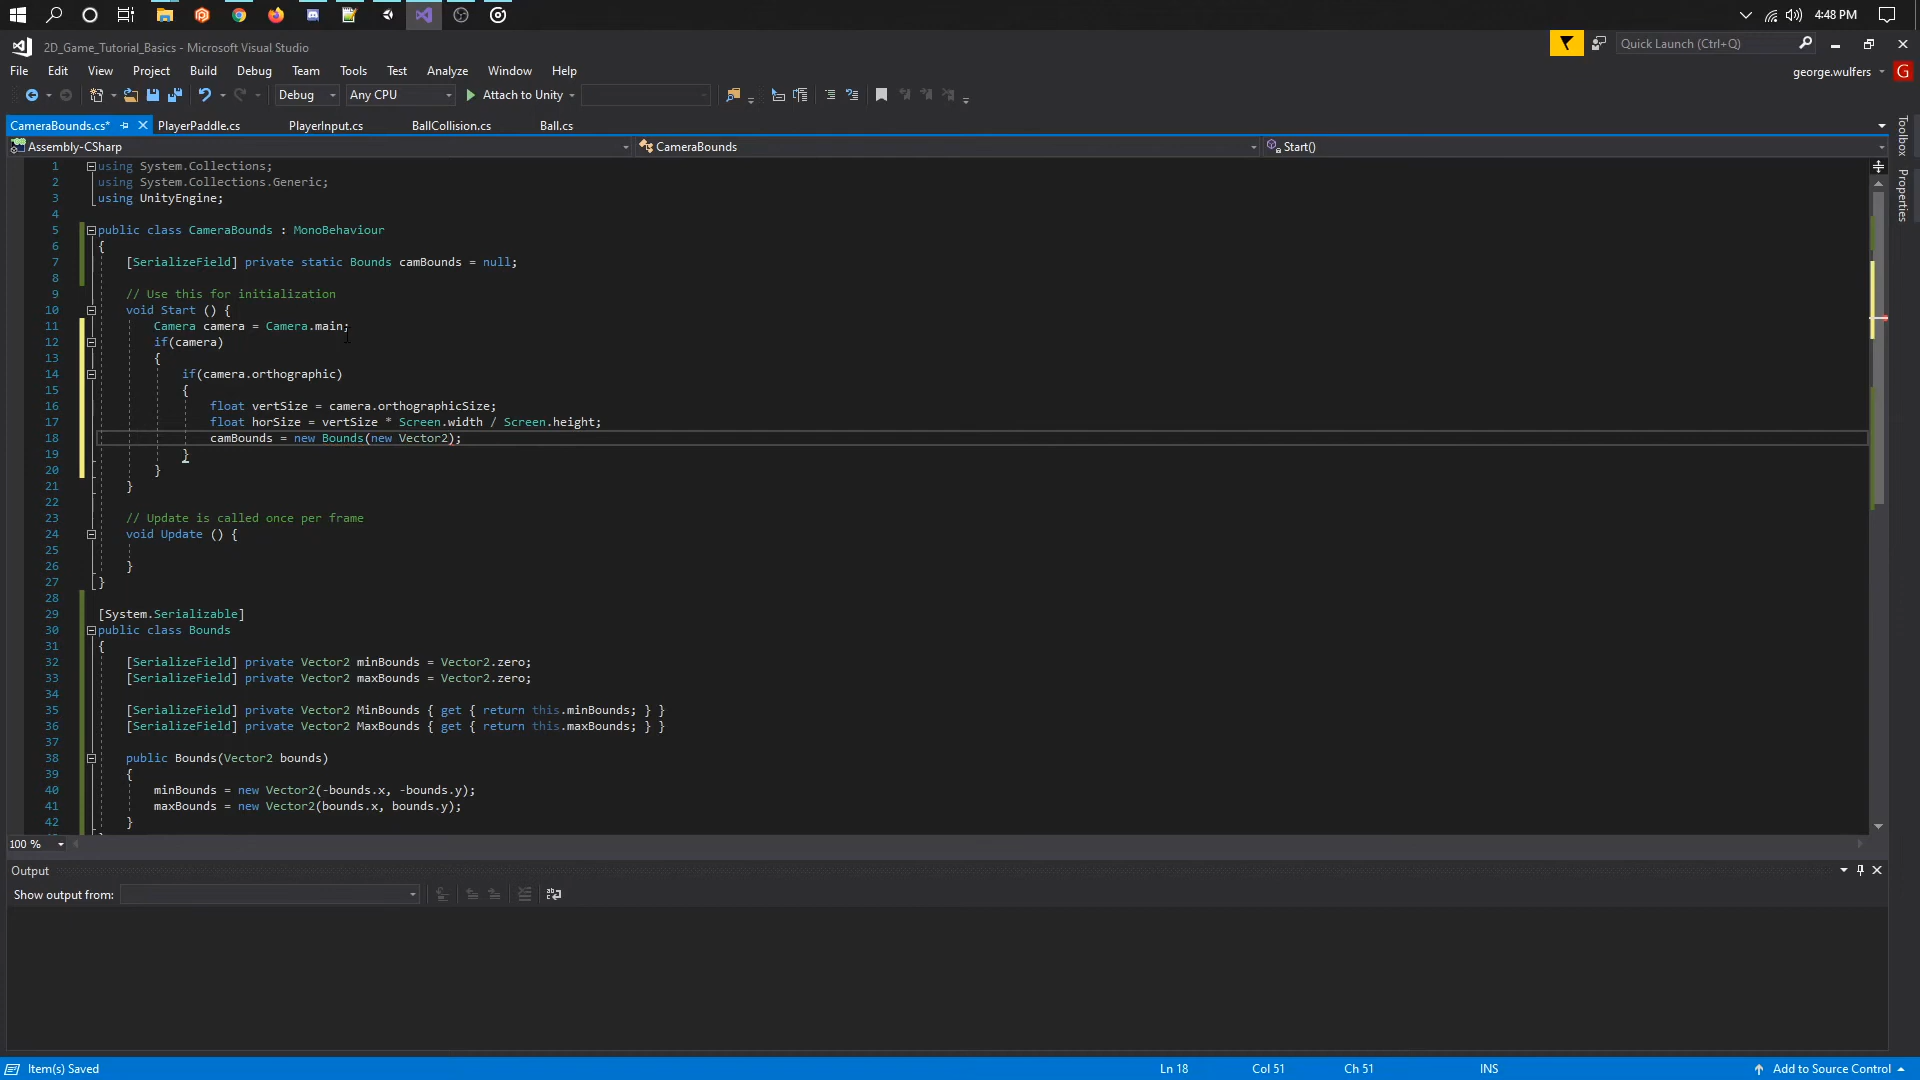 4:48 PM
2D_Game_Tutorial_Basics - Microsoft Visual Studio
Quick Launch (Ctrl+Q)
File Edit View Project Build Debug Team Tools Test Analyze Window Help
george.wulfers G
Debug Any CPU Attach to Unity
CameraBounds.cs* PlayerPaddle.cs PlayerInput.cs BallCollision.cs Ball.cs
Assembly-CSharp CameraBounds Start()
Toolbox
Properties
1 using System.Collections;
2 using System.Collections.Generic;
3 using UnityEngine;
4
5 public class CameraBounds : MonoBehaviour
6 {
7 [SerializeField] private static Bounds camBounds = null;
8
9 // Use this for initialization
10 void Start () {
11 Camera camera = Camera.main;
12 if(camera)
13 {
14 if(camera.orthographic)
15 {
16 float vertSize = camera.orthographicSize;
17 float horSize = vertSize * Screen.width / Screen.height;
18 camBounds = new Bounds(new Vector2);
19 }
20 }
21 }
22
23 // Update is called once per frame
24 void Update () {
25
26 }
27 }
28
29 [System.Serializable]
30 public class Bounds
31 {
32 [SerializeField] private Vector2 minBounds = Vector2.zero;
33 [SerializeField] private Vector2 maxBounds = Vector2.zero;
34
35 [SerializeField] private Vector2 MinBounds { get { return this.minBounds; } }
36 [SerializeField] private Vector2 MaxBounds { get { return this.maxBounds; } }
37
38 public Bounds(Vector2 bounds)
39 {
40 minBounds = new Vector2(-bounds.x, -bounds.y);
41 maxBounds = new Vector2(bounds.x, bounds.y);
42 }
100 %
Output
Show output from:
Item(s) Saved Ln 18 Col 51 Ch 51 INS Add to Source Control